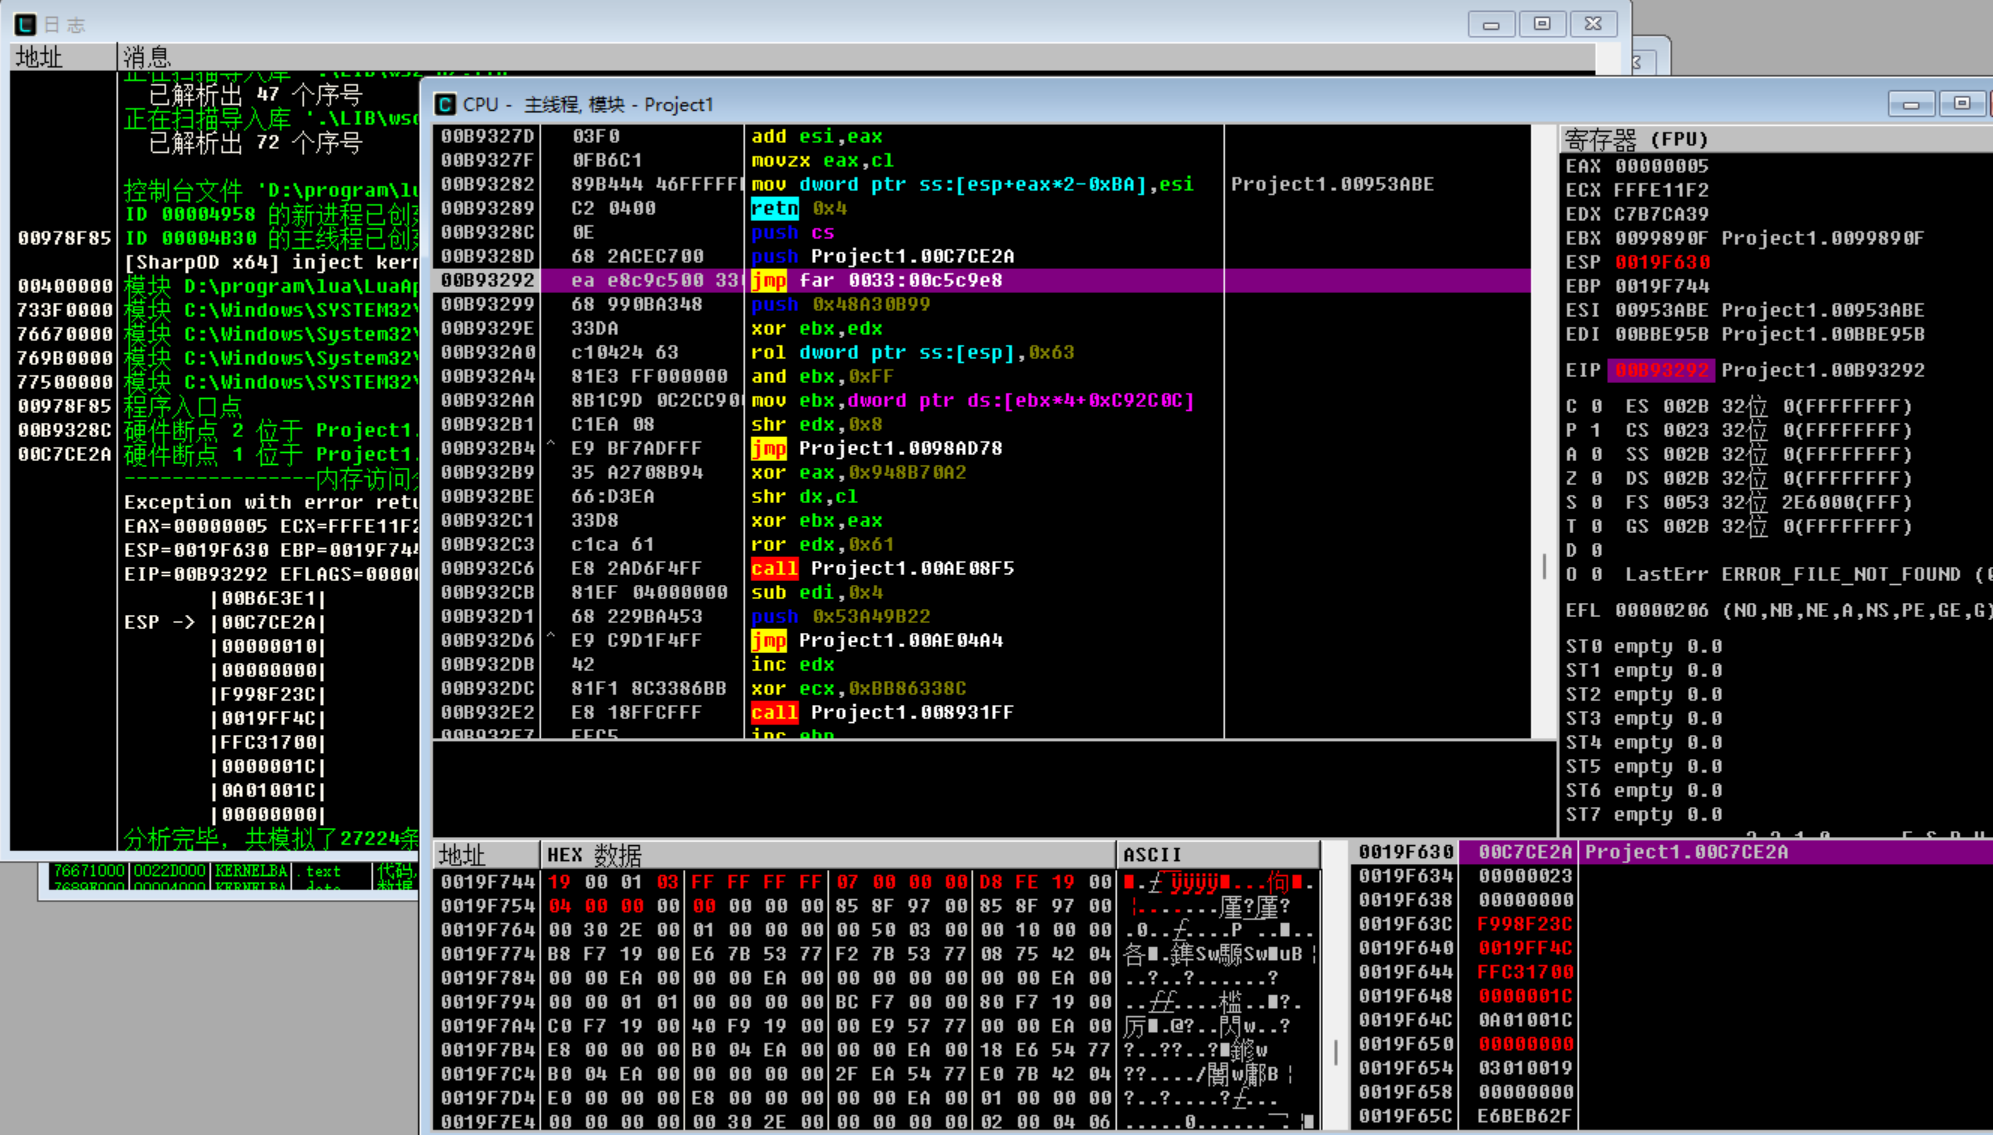 日志
地址 消息
正在扫描导入库
已解析出 47 个序号
正在扫描导入库 '.\LIB\wsc
已解析出 72 个序号
控制台文件 'D:\program\lu
ID 00004958 的新进程已创
00978F85 ID 00004B30 的主线程已创
[SharpOD x64] inject ker
00400000 模块 D:\program\lua\LuaAp
733F0000 模块 C:\Windows\SYSTEM32\
76670000 模块 C:\Windows\System32\
769B0000 模块 C:\Windows\System32\
77500000 模块 C:\Windows\SYSTEM32\
00978F85 程序入口点
00B9328C 硬件断点 2 位于 Project1.
00C7CE2A 硬件断点 1 位于 Project1.
----------------内存访问
Exception with error retu
EAX=00000005 ECX=FFFE11F2
ESP=0019F630 EBP=0019F744
EIP=00B93292 EFLAGS=0000
|00B6E3E1|
ESP -> |00C7CE2A|
|00000010|
|00000000|
|F998F23C|
|0019FF4C|
|FFC31700|
|0000001C|
|0A01001C|
|00000000|
分析完毕，共模拟了27224条
76671000 0022D000 KERNELBA .text 代码
CPU - 主线程, 模块 - Project1
00B9327D 03F0 add esi,eax
00B9327F 0FB6C1 movzx eax,cl
00B93282 89B444 46FFFFF mov dword ptr ss:[esp+eax*2-0xBA],esi Project1.00953ABE
00B93289 C2 0400 retn 0x4
00B9328C 0E push cs
00B9328D 68 2ACEC700 push Project1.00C7CE2A
00B93292 ea e8c9c500 33 jmp far 0033:00c5c9e8
00B93299 68 990BA348 push 0x48A30B99
00B9329E 33DA xor ebx,edx
00B932A0 c10424 63 rol dword ptr ss:[esp],0x63
00B932A4 81E3 FF000000 and ebx,0xFF
00B932AA 8B1C9D 0C2CC90 mov ebx,dword ptr ds:[ebx*4+0xC92C0C]
00B932B1 C1EA 08 shr edx,0x8
00B932B4 ^ E9 BF7ADFFF jmp Project1.0098AD78
00B932B9 35 A2708B94 xor eax,0x948B70A2
00B932BE 66:D3EA shr dx,cl
00B932C1 33D8 xor ebx,eax
00B932C3 c1ca 61 ror edx,0x61
00B932C6 E8 2AD6F4FF call Project1.00AE08F5
00B932CB 81EF 04000000 sub edi,0x4
00B932D1 68 229BA453 push 0x53A49B22
00B932D6 ^ E9 C9D1F4FF jmp Project1.00AE04A4
00B932DB 42 inc edx
00B932DC 81F1 8C3386BB xor ecx,0xBB86338C
00B932E2 E8 18FFCFFF call Project1.008931FF
00B932E7 FFC5 inc ebp
寄存器 (FPU)
EAX 00000005
ECX FFFE11F2
EDX C7B7CA39
EBX 0099890F Project1.0099890F
ESP 0019F630
EBP 0019F744
ESI 00953ABE Project1.00953ABE
EDI 00BBE95B Project1.00BBE95B
EIP 00B93292 Project1.00B93292
C 0 ES 002B 32位 0(FFFFFFFF)
P 1 CS 0023 32位 0(FFFFFFFF)
A 0 SS 002B 32位 0(FFFFFFFF)
Z 0 DS 002B 32位 0(FFFFFFFF)
S 0 FS 0053 32位 2E6000(FFF)
T 0 GS 002B 32位 0(FFFFFFFF)
D 0
O 0 LastErr ERROR_FILE_NOT_FOUND (
EFL 00000206 (NO,NB,NE,A,NS,PE,GE,G)
ST0 empty 0.0
ST1 empty 0.0
ST2 empty 0.0
ST3 empty 0.0
ST4 empty 0.0
ST5 empty 0.0
ST6 empty 0.0
ST7 empty 0.0
地址 HEX 数据 ASCII
0019F744 19 00 01 03 FF FF FF FF 07 00 00 00 D8 FE 19 00
0019F754 04 00 00 00 00 00 00 00 85 8F 97 00 85 8F 97 00
0019F764 00 30 2E 00 01 00 00 00 00 50 03 00 00 10 00 00
0019F774 B8 F7 19 00 E6 7B 53 77 F2 7B 53 77 08 75 42 04
0019F784 00 00 EA 00 00 00 EA 00 00 00 00 00 00 00 EA 00
0019F794 00 00 01 01 00 00 00 00 BC F7 00 00 80 F7 19 00
0019F7A4 C0 F7 19 00 40 F9 19 00 00 E9 57 77 00 00 EA 00
0019F7B4 E8 00 00 00 B0 04 EA 00 00 00 EA 00 18 E6 54 77
0019F7C4 B0 04 EA 00 00 00 00 00 2F EA 54 77 E0 7B 42 04
0019F7D4 E0 00 00 00 E8 00 00 00 00 00 EA 00 01 00 00 00
0019F7E4 00 00 00 00 00 30 2E 00 00 00 00 00 02 00 04 06
0019F630 00C7CE2A Project1.00C7CE2A
0019F634 00000023
0019F638 00000000
0019F63C F998F23C
0019F640 0019FF4C
0019F644 FFC31700
0019F648 0000001C
0019F64C 0A01001C
0019F650 00000000
0019F654 03010019
0019F658 00000000
0019F65C E6BEB62F